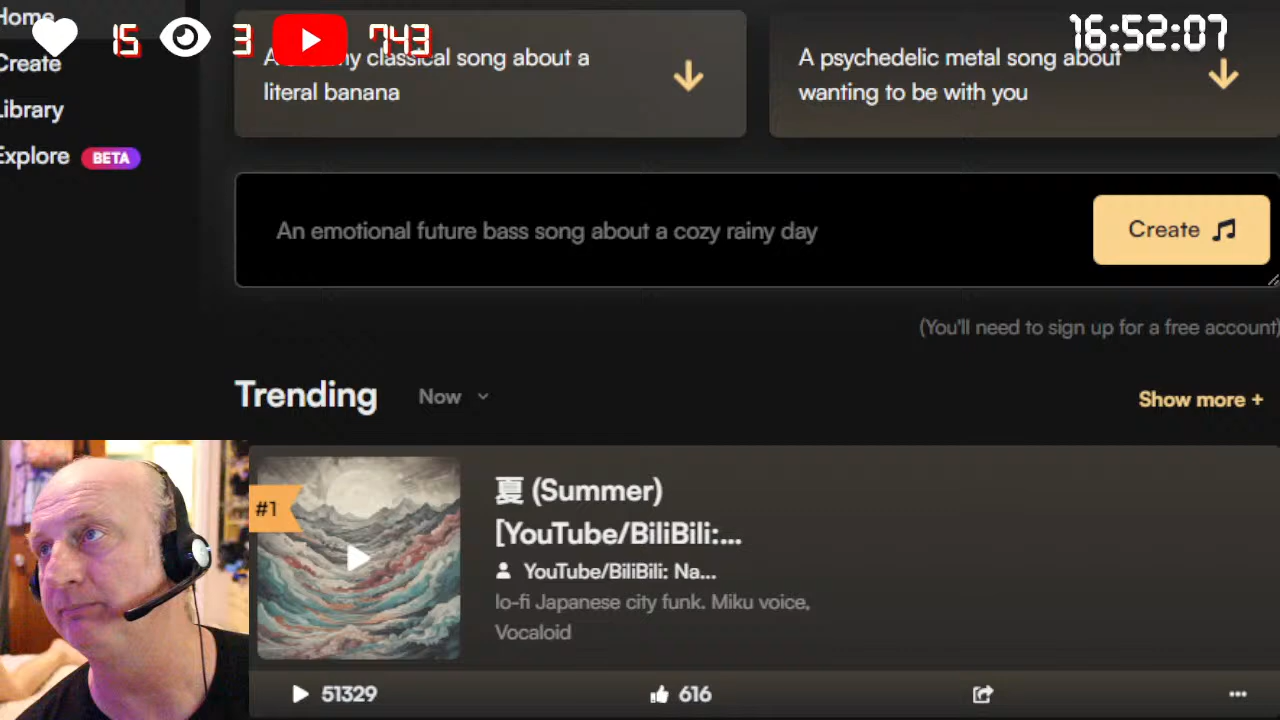 Home
15
3
743
16:52:07
Create
Library
Explore BETA
classical song about a
literal banana
A psychedelic metal song about
wanting to be with you
An emotional future bass song about a cozy rainy day
Create
(You'll need to sign up for a free account)
Trending
Now
Show more +
#1
夏 (Summer)
[YouTube/BiliBili:...
YouTube/BiliBili: Na...
lo-fi Japanese city funk. Miku voice,
Vocaloid
51329
616